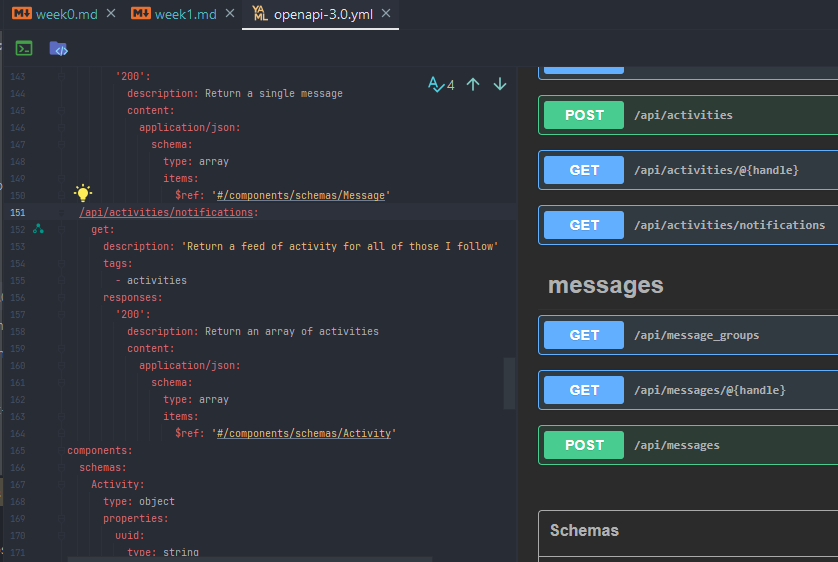 week0.md
week1.md
openapi-3.0.yml
4
143 '200':
144 description: Return a single message
145 content:
146 application/json:
147 schema:
148 type: array
149 items:
150 $ref: '#/components/schemas/Message'
151 /api/activities/notifications:
152 get:
153 description: 'Return a feed of activity for all of those I follow'
154 tags:
155 - activities
156 responses:
157 '200':
158 description: Return an array of activities
159 content:
160 application/json:
161 schema:
162 type: array
163 items:
164 $ref: '#/components/schemas/Activity'
165 components:
166 schemas:
167 Activity:
168 type: object
169 properties:
170 uuid:
171 type: string
POST /api/activities
GET /api/activities/@{handle}
GET /api/activities/notifications
messages
GET /api/message_groups
GET /api/messages/@{handle}
POST /api/messages
Schemas